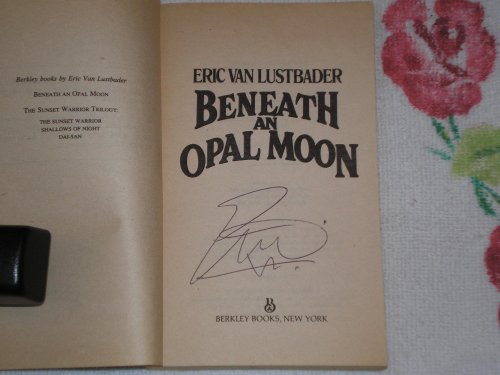 Berkley books by Eric Van Lustbader
BENEATH AN OPAL MOON
THE SUNSET WARRIOR TRILOGY:
THE SUNSET WARRIOR
SHALLOWS OF NIGHT
DAI-SAN
ERIC VAN LUSTBADER
BENEATH
AN
OPAL MOON
B
BERKLEY BOOKS, NEW YORK